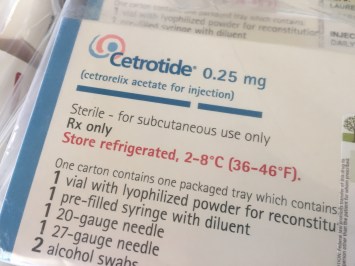 Cetrotide® 0.25 mg
(cetrorelix acetate for injection)
Sterile - for subcutaneous use only
Rx only
Store refrigerated, 2–8°C (36–46°F).
One carton contains one packaged tray which contains
1 vial with lyophilized powder for reconstitu
1 pre-filled syringe with diluent
1 20-gauge needle
1 27-gauge needle
2 alcohol swabs